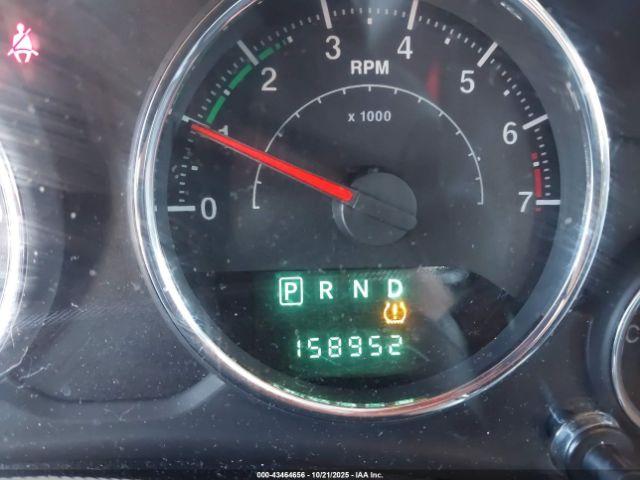 0 1 2 3 4 5 6 7
RPM
x 1000
P R N D
158952
000-43464656 - 10/21/2025 - IAA Inc.